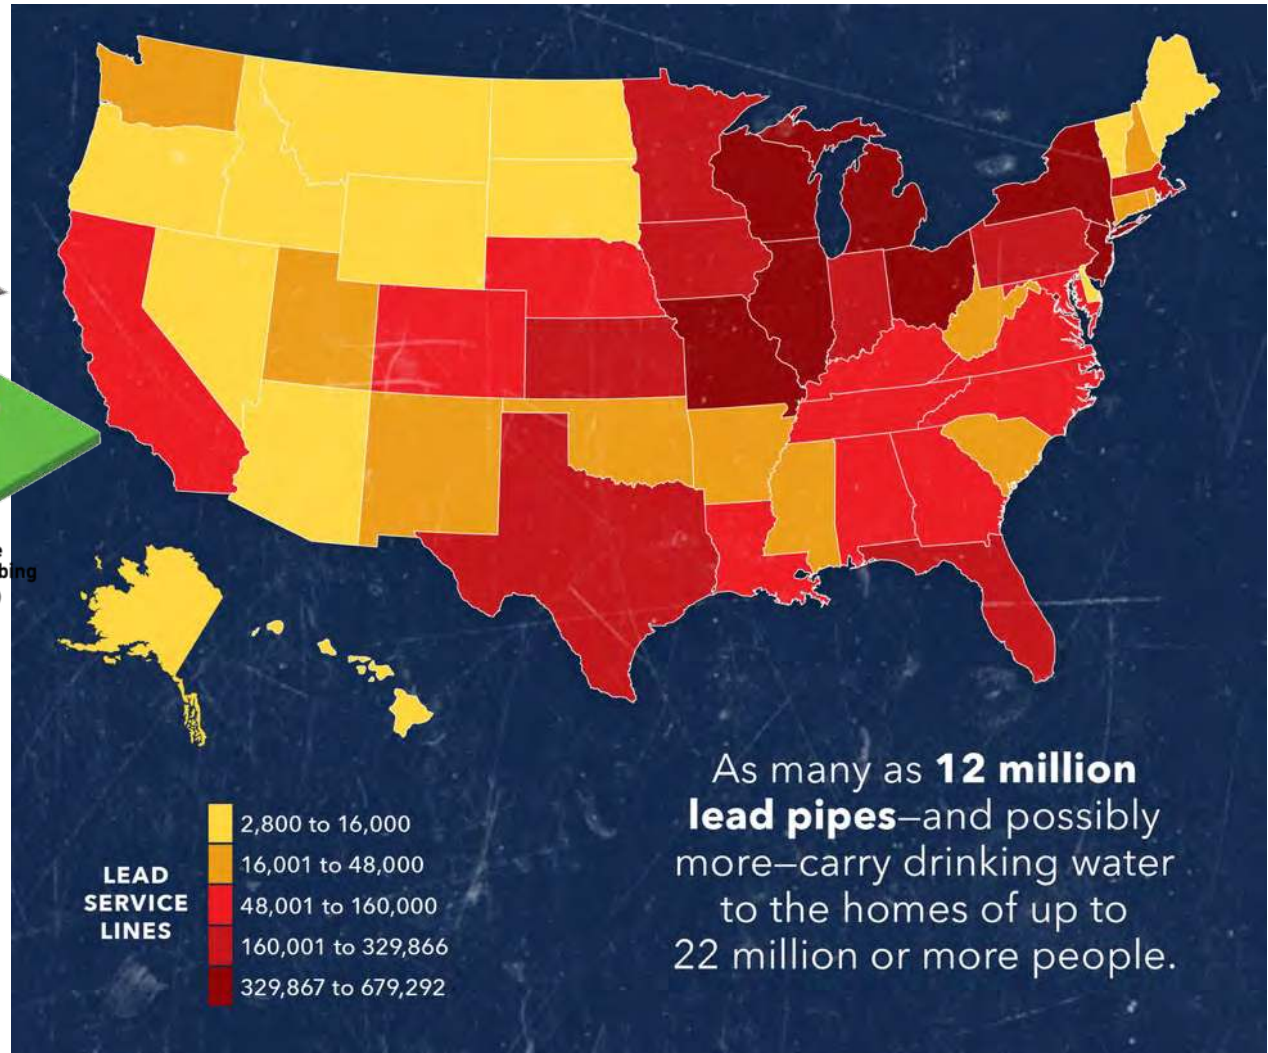 bing
As many as 12 million
lead pipes—and possibly
more—carry drinking water
to the homes of up to
22 million or more people.
LEAD
SERVICE
LINES
2,800 to 16,000
16,001 to 48,000
48,001 to 160,000
160,001 to 329,866
329,867 to 679,292